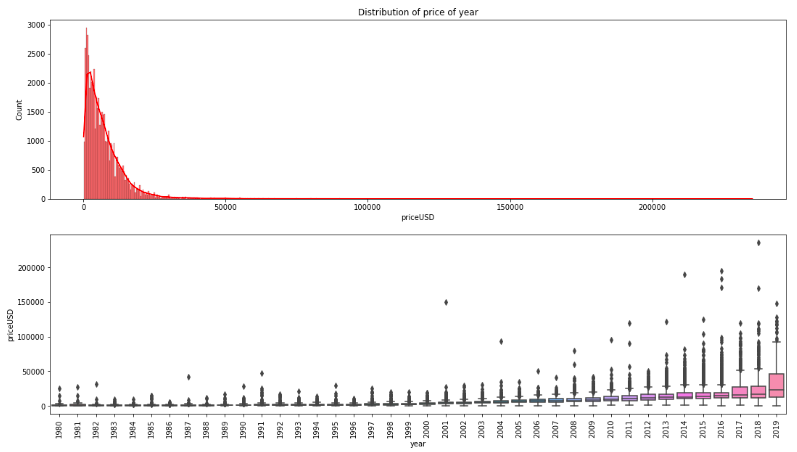 Distribution of price of year
3000
2500
2000
1500
1000
500
0
Count
0 50000 100000 150000 200000
priceUSD
200000
150000
100000
50000
0
priceUSD
1980 1981 1982 1983 1984 1985 1986 1987 1988 1989 1990 1991 1992 1993 1994 1995 1996 1997 1998 1999 2000 2001 2002 2003 2004 2005 2006 2007 2008 2009 2010 2011 2012 2013 2014 2015 2016 2017 2018 2019
year